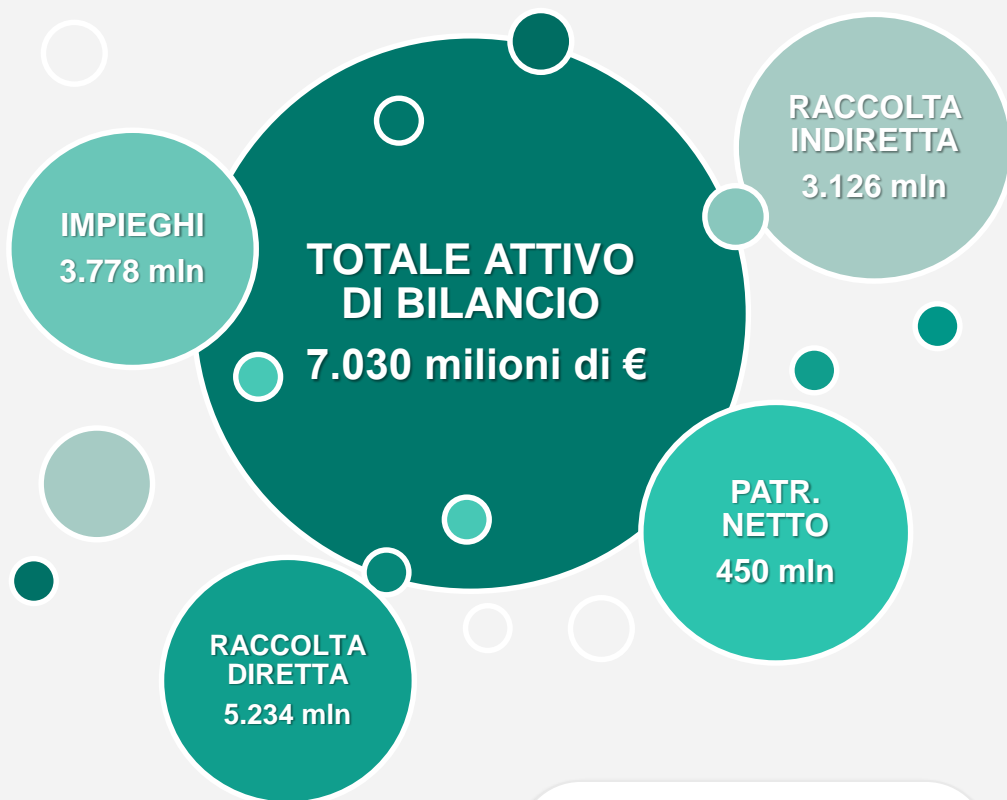 RACCOLTA
INDIRETTA
3.126 mln
IMPIEGHI
3.778 mln
TOTALE ATTIVO
DI BILANCIO
7.030 milioni di €
PATR.
NETTO
450 mln
RACCOLTA
DIRETTA
5.234 mln